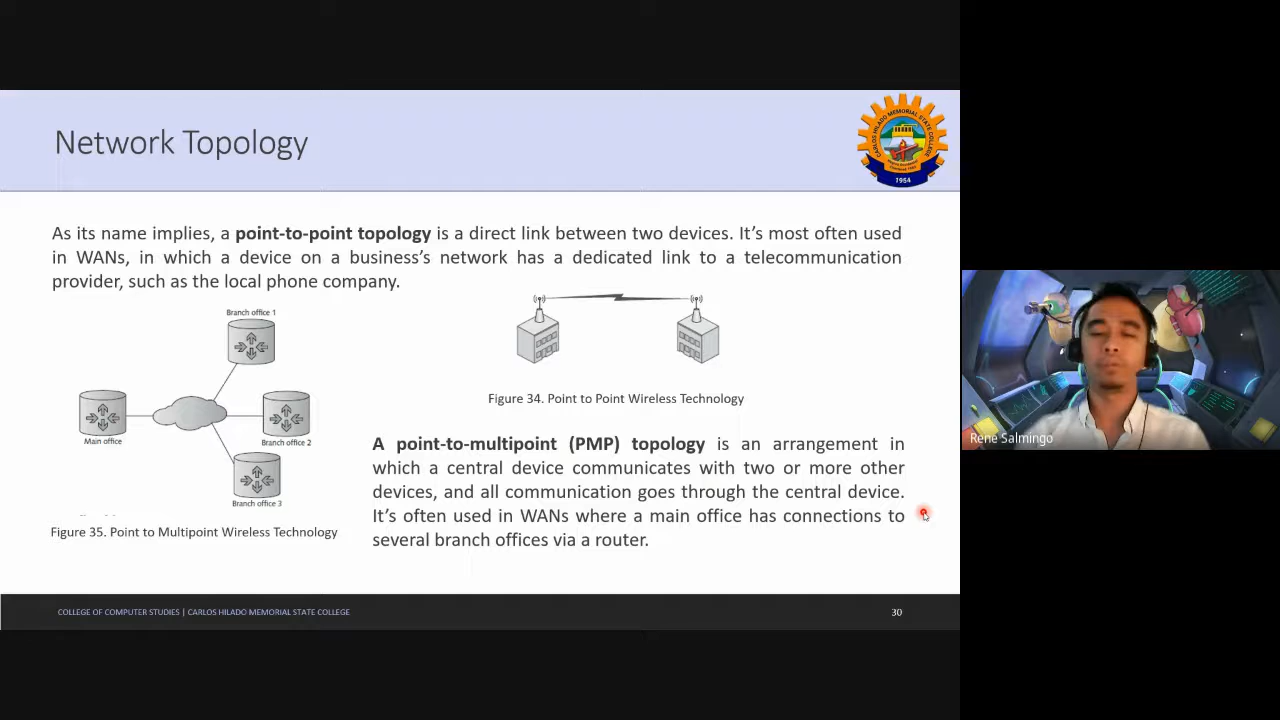 Network Topology
CARLOS HILADO MEMORIAL STATE COLLEGE
1954
As its name implies, a point-to-point topology is a direct link between two devices. It’s most often used
in WANs, in which a device on a business’s network has a dedicated link to a telecommunication
provider, such as the local phone company.
Branch office 1
Main office
Branch office 2
Branch office 3
Figure 35. Point to Multipoint Wireless Technology
Figure 34. Point to Point Wireless Technology
A point-to-multipoint (PMP) topology is an arrangement in
which a central device communicates with two or more other
devices, and all communication goes through the central device.
It’s often used in WANs where a main office has connections to
several branch offices via a router.
Rene Salmingo
COLLEGE OF COMPUTER STUDIES | CARLOS HILADO MEMORIAL STATE COLLEGE
30